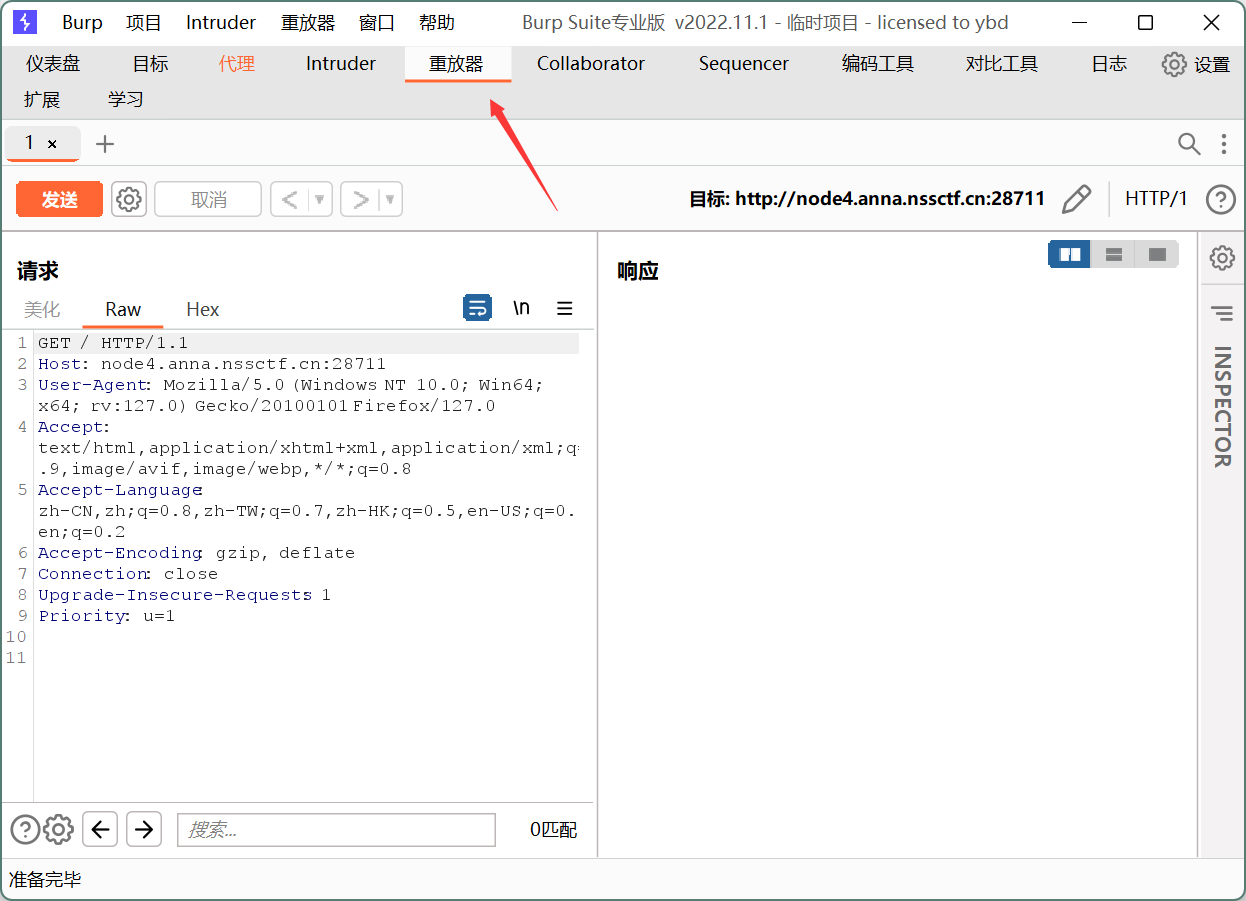 Burp 项目 Intruder 重放器 窗口 帮助 Burp Suite专业版 v2022.11.1 - 临时项目 - licensed to ybd
仪表盘 目标 代理 Intruder 重放器 Collaborator Sequencer 编码工具 对比工具 日志 设置
扩展 学习
1 ×
发送 取消 < > 目标: http://node4.anna.nssctf.cn:28711 HTTP/1 ?
请求
响应
美化 Raw Hex \n
1 GET / HTTP/1.1
2 Host: node4.anna.nssctf.cn:28711
3 User-Agent: Mozilla/5.0 (Windows NT 10.0; Win64;
x64; rv:127.0) Gecko/20100101 Firefox/127.0
4 Accept:
text/html,application/xhtml+xml,application/xml;q=
.9,image/avif,image/webp,*/*;q=0.8
5 Accept-Language:
zh-CN,zh;q=0.8,zh-TW;q=0.7,zh-HK;q=0.5,en-US;q=0.
en;q=0.2
6 Accept-Encoding: gzip, deflate
7 Connection: close
8 Upgrade-Insecure-Requests: 1
9 Priority: u=1
10
11
INSPECTOR
? 搜索... 0匹配
准备完毕